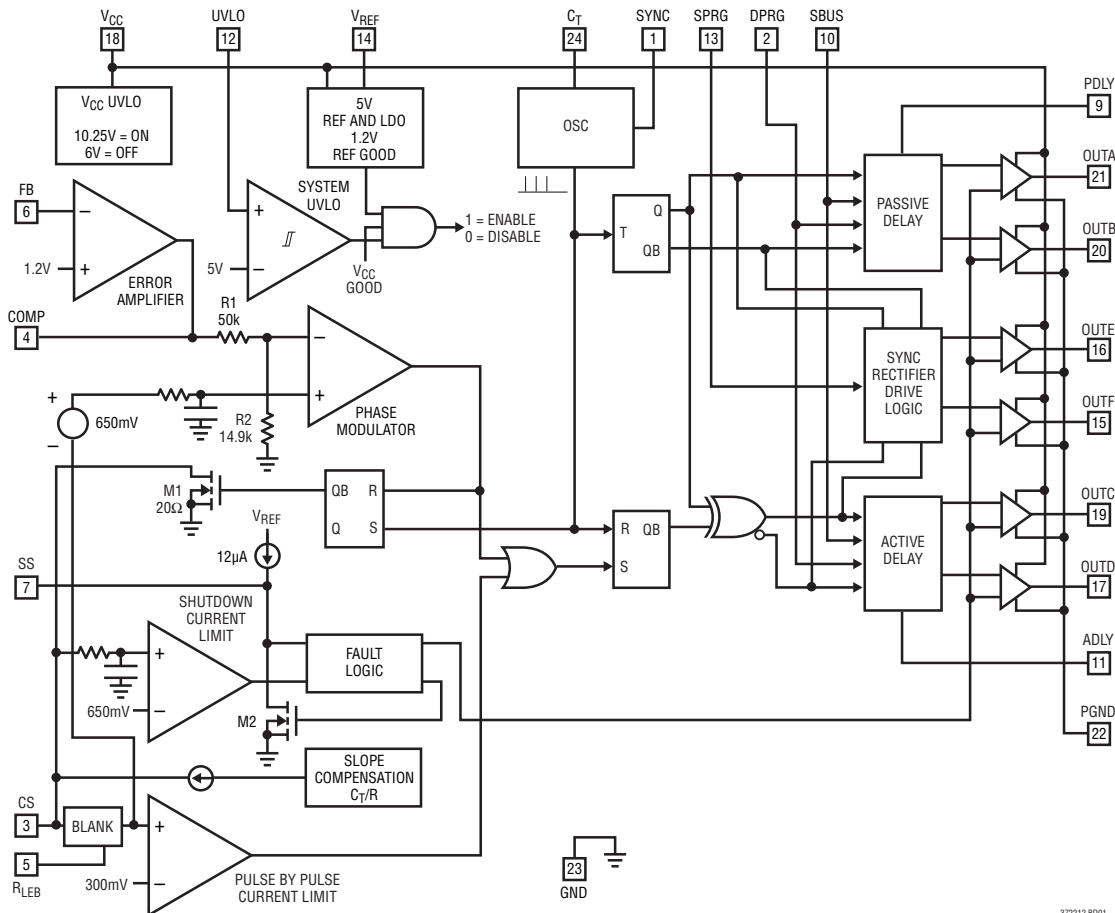 VCC
18
UVLO
12
VREF
14
CT
24
SYNC
1
SPRG
13
DPRG
2
SBUS
10
PDLY
9
VCC UVLO
10.25V = ON
6V = OFF
5V
REF AND LDO
1.2V
REF GOOD
OSC
FB
6
−
+
1.2V
ERROR
AMPLIFIER
SYSTEM
UVLO
+
−
5V
VCC
GOOD
1 = ENABLE
0 = DISABLE
T
Q
QB
PASSIVE
DELAY
OUTA
21
OUTB
20
COMP
4
R1
50k
−
+
R2
14.9k
PHASE
MODULATOR
+
−
650mV
SYNC
RECTIFIER
DRIVE
LOGIC
OUTE
16
OUTF
15
M1
20Ω
QB
R
Q
S
VREF
12µA
R
QB
S
ACTIVE
DELAY
OUTC
19
OUTD
17
SS
7
SHUTDOWN
CURRENT
LIMIT
+
−
650mV
FAULT
LOGIC
M2
ADLY
11
PGND
22
SLOPE
COMPENSATION
CT/R
CS
3
BLANK
+
−
5
RLEB
300mV
PULSE BY PULSE
CURRENT LIMIT
23
GND
372212 BD01